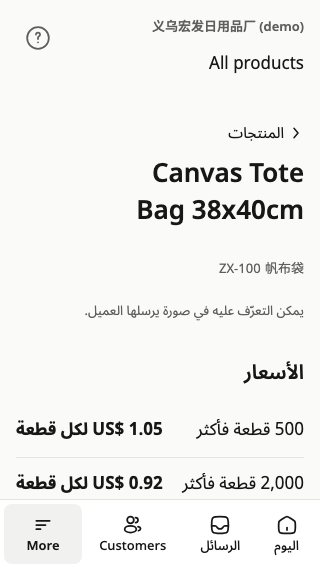 义乌宏发日用品厂 (demo)
All products
المنتجات
Canvas Tote
Bag 38x40cm
ZX-100 帆布袋
يمكن التعرّف عليه في صورة يرسلها العميل.
الأسعار
500 قطعة فأكثر US$ 1.05 لكل قطعة
2,000 قطعة فأكثر US$ 0.92 لكل قطعة
اليوم الرسائل Customers More